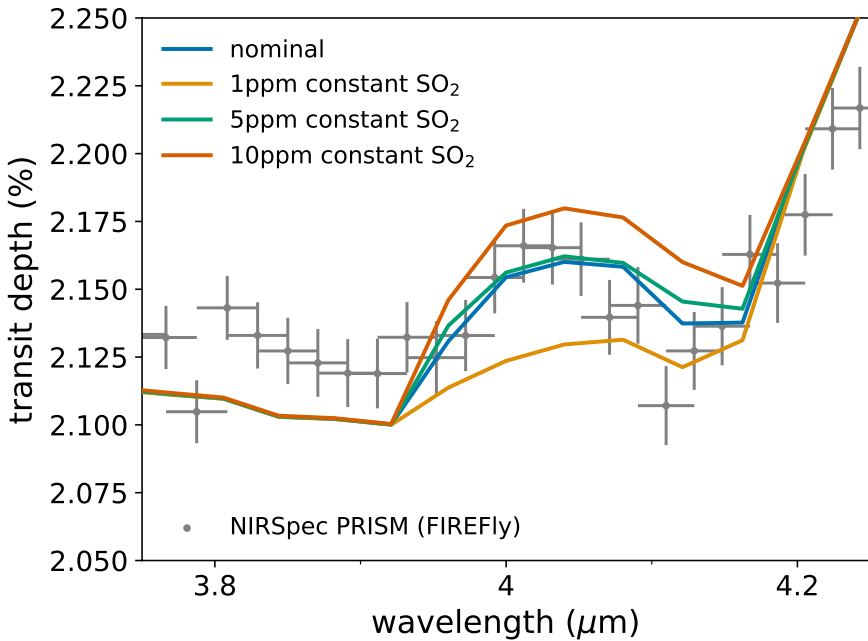 2.250
2.225
2.200
2.175
2.150
2.125
2.100
2.075
2.050
transit depth (%)
nominal
1ppm constant SO₂
5ppm constant SO₂
10ppm constant SO₂
NIRSpec PRISM (FIREFly)
3.8 4 4.2
wavelength (μm)